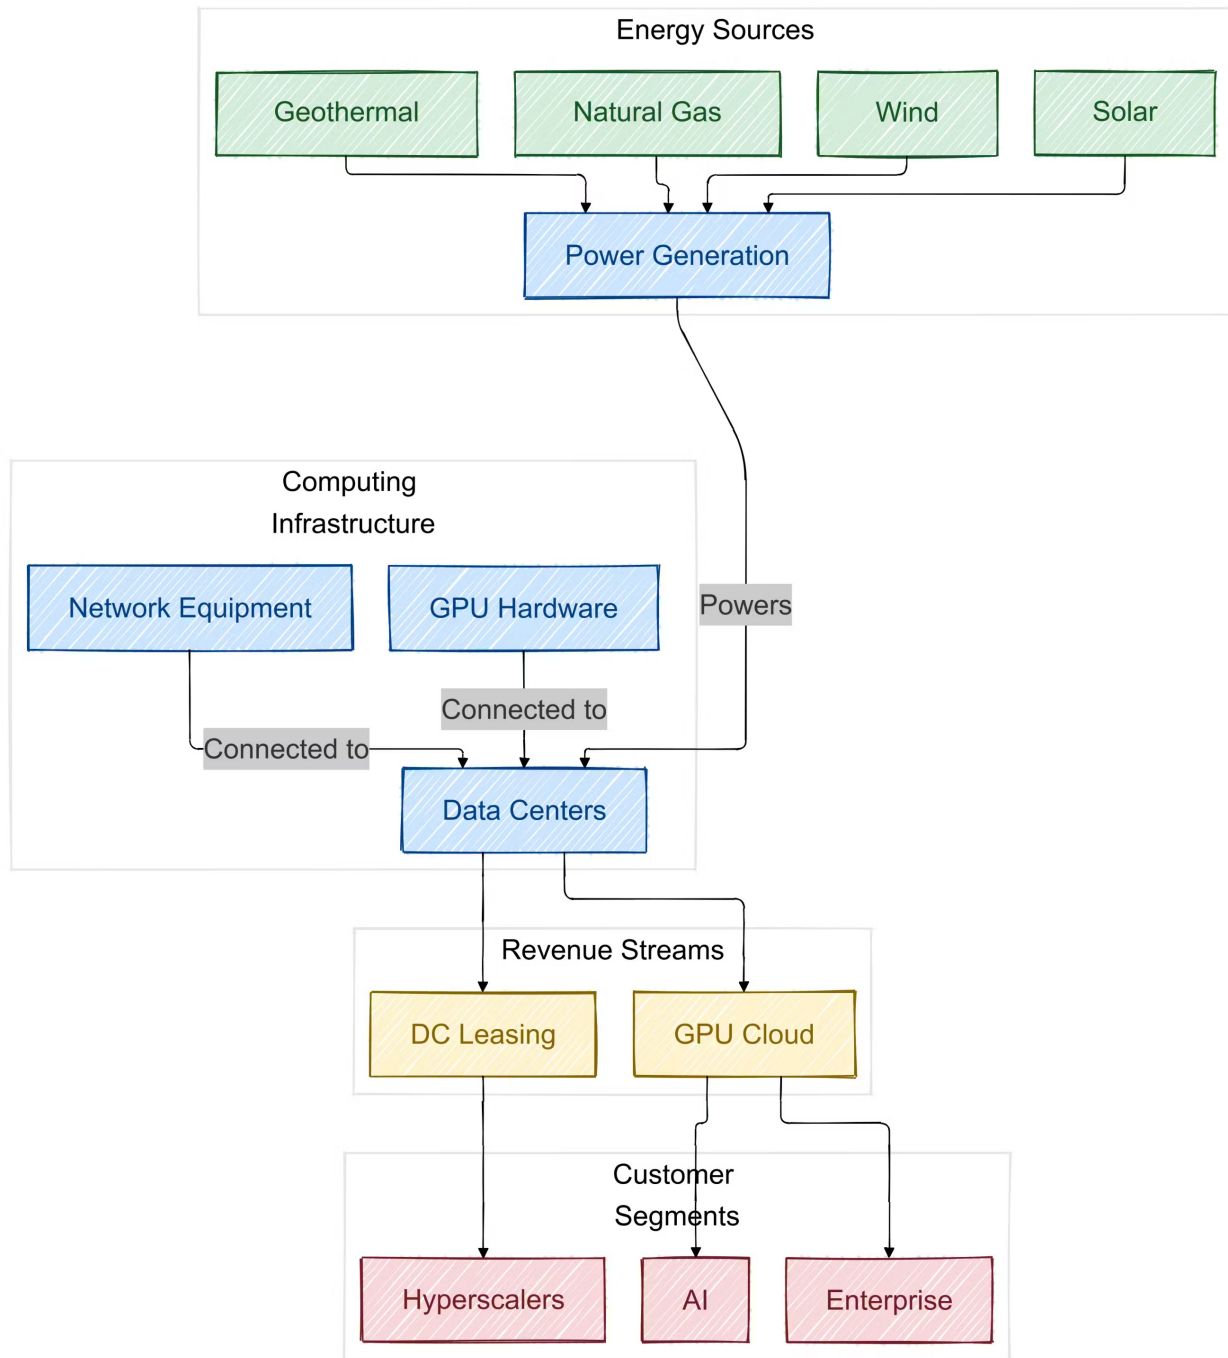 Energy Sources
Geothermal
Natural Gas
Wind
Solar
Power Generation
Computing
Infrastructure
Network Equipment
GPU Hardware
Powers
Connected to
Connected to
Data Centers
Revenue Streams
DC Leasing
GPU Cloud
Customer
Segments
Hyperscalers
AI
Enterprise